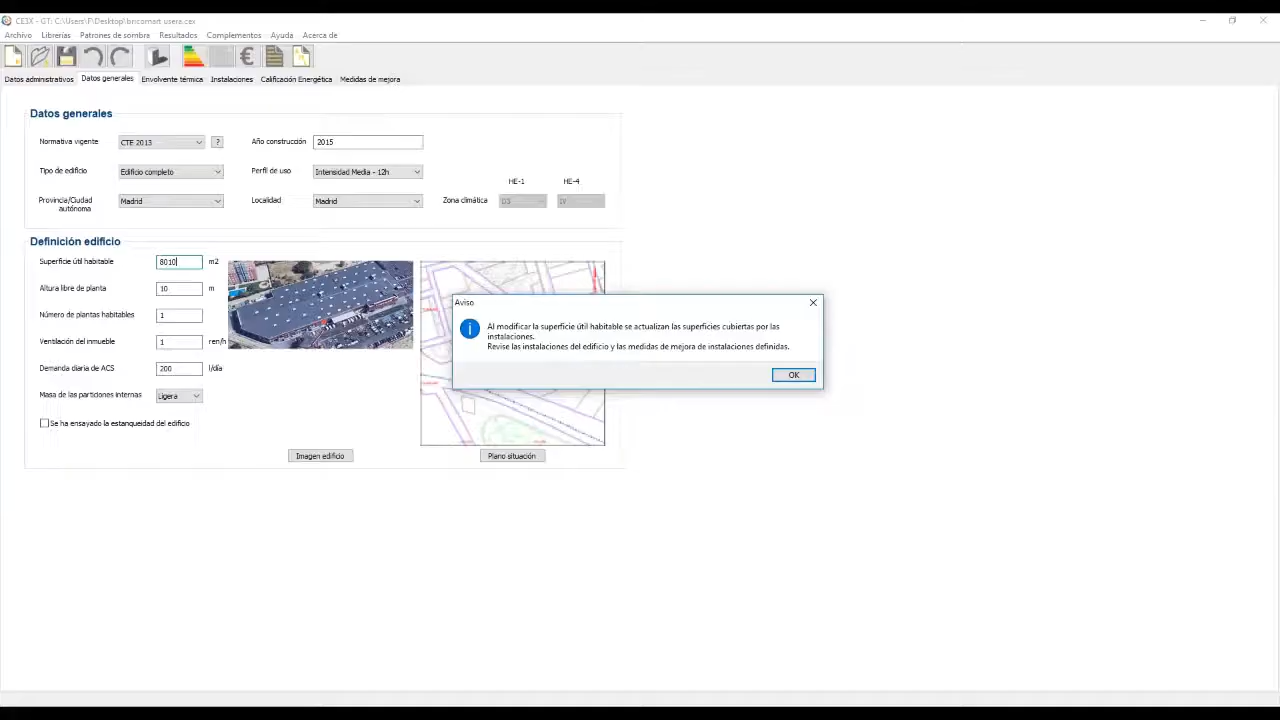 CE3X - GT: C:\Users\F\Desktop\bricomart usera.cex
Archivo Librerías Patrones de sombra Resultados Complementos Ayuda Acerca de
Datos administrativos Datos generales Envolvente térmica Instalaciones Calificación Energética Medidas de mejora
Datos generales
Normativa vigente CTE 2013 ? Año construcción 2015
Tipo de edificio Edificio completo Perfil de uso Intensidad Media - 12h
HE-1 HE-4
Provincia/Ciudad autónoma Madrid Localidad Madrid Zona climática D3 IV
Definición edificio
Superficie útil habitable 8010 m2
Altura libre de planta 10 m
Número de plantas habitables 1
Ventilación del inmueble 1 ren/h
Demanda diaria de ACS 200 l/día
Masa de las particiones internas Ligera
Se ha ensayado la estanqueidad del edificio
Imagen edificio Plano situación
Aviso
Al modificar la superficie útil habitable se actualizan las superficies cubiertas por las
instalaciones.
Revise las instalaciones del edificio y las medidas de mejora de instalaciones definidas.
OK